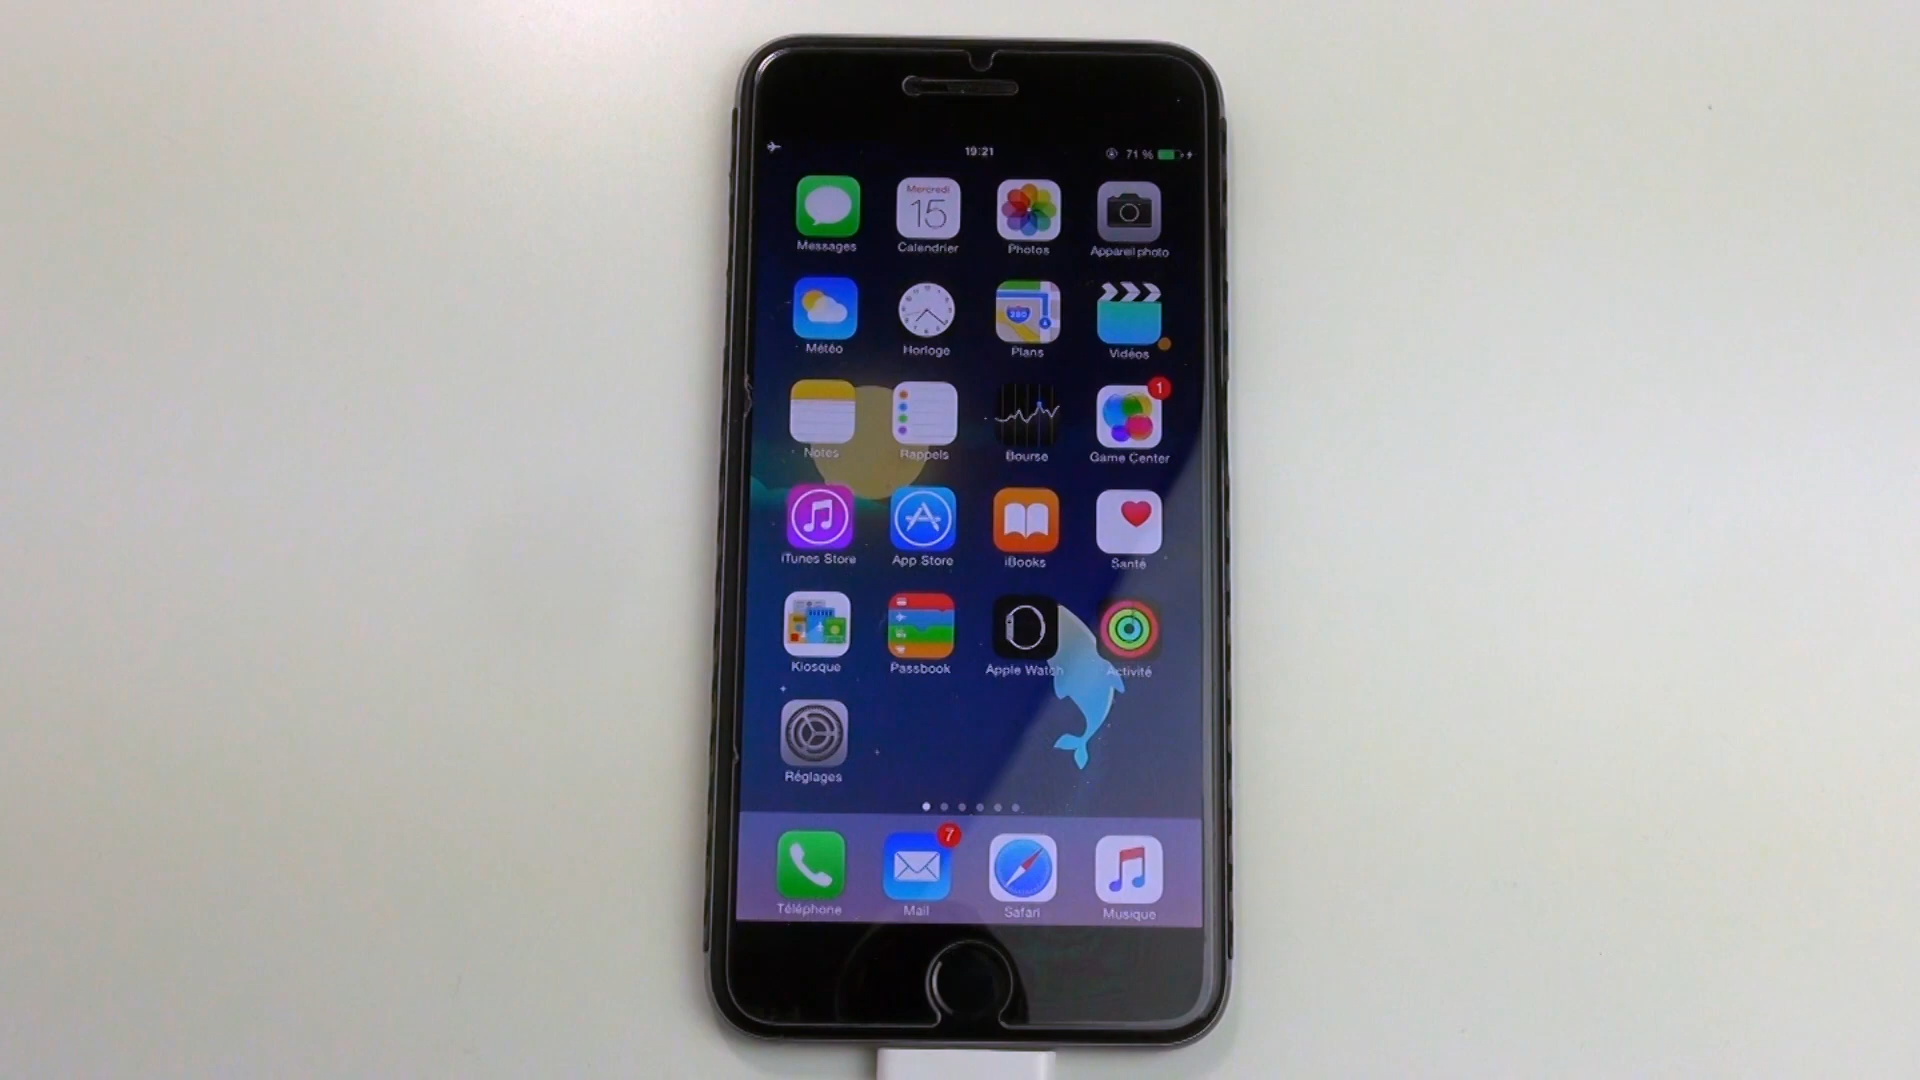 19:21 71 %
Mercredi
15
Messages Calendrier Photos Appareil photo
280
Météo Horloge Plans Vidéos
1
Notes Rappels Bourse Game Center
iTunes Store App Store iBooks Santé
Kiosque Passbook Apple Watch Activité
Réglages
7
Téléphone Mail Safari Musique